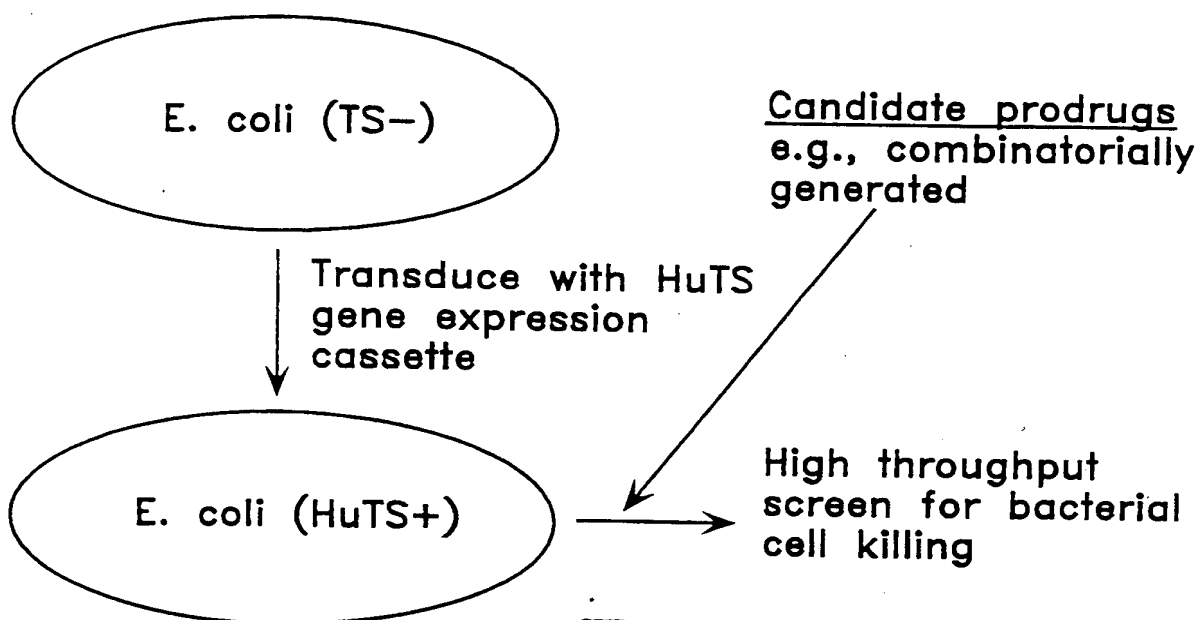 E. coli (TS-)
Candidate prodrugs
e.g., combinatorially
generated
Transduce with HuTS
gene expression
cassette
E. coli (HuTS+)
High throughput
screen for bacterial
cell killing